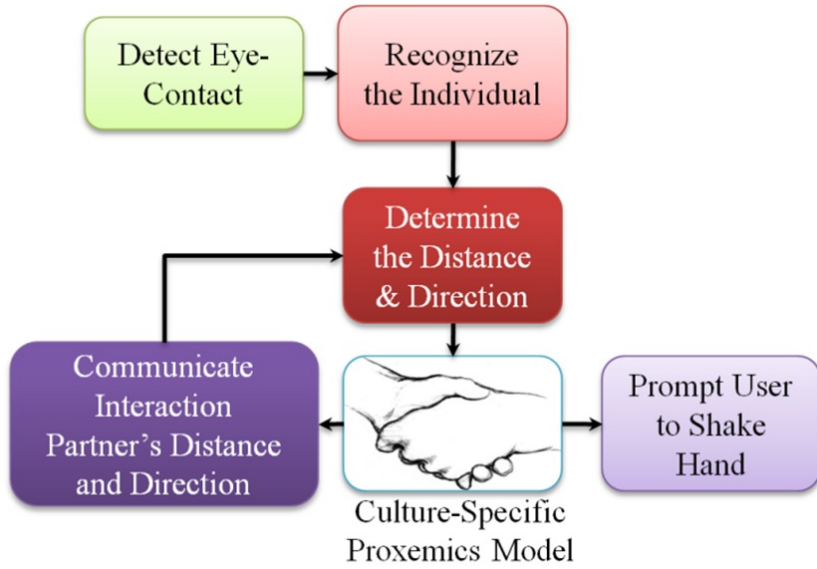 Detect Eye-
Contact
Recognize
the Individual
Determine
the Distance
& Direction
Communicate
Interaction
Partner’s Distance
and Direction
Culture-Specific
Proxemics Model
Prompt User
to Shake
Hand